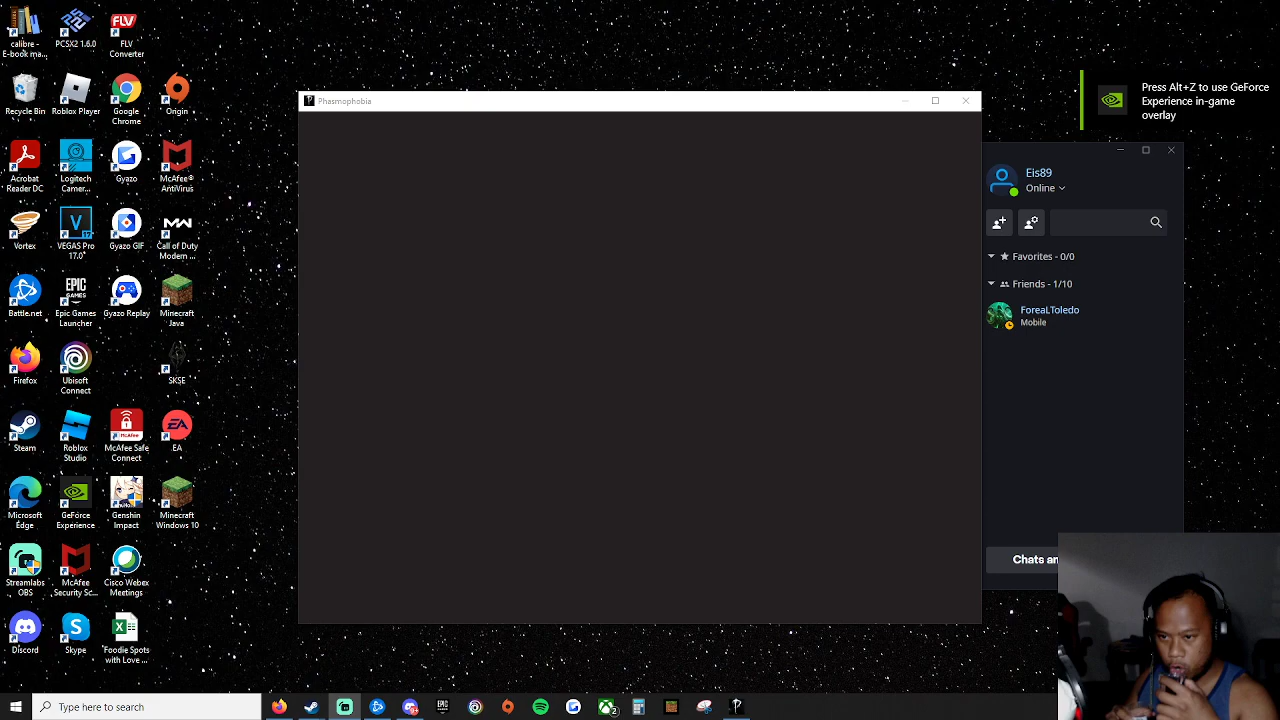 calibre -
E-book ma...
PCSX2 1.6.0
FLV
FLV
Converter
Recycle Bin
Roblox Player
Google
Chrome
Origin
Acrobat
Reader DC
Logitech
Camer...
Gyazo
McAfee®
AntiVirus
Vortex
V
17
VEGAS Pro
17.0
Gyazo GIF
Call of Duty
Modern ...
Battle.net
EPIC
GAMES
Epic Games
Launcher
Gyazo Replay
Minecraft
Java
Firefox
Ubisoft
Connect
SKSE
Steam
Roblox
Studio
McAfee
McAfee Safe
Connect
EA
EA
Microsoft
Edge
GeForce
Experience
Genshin
Impact
Minecraft
Windows 10
Streamlabs
OBS
McAfee
Security Sc...
Cisco Webex
Meetings
Discord
Skype
Foodie Spots
with Love ...
Phasmophobia
Press Alt+Z to use GeForce
Experience in-game
overlay
Eis89
Online
Favorites - 0/0
Friends - 1/10
ForeaLToledo
Mobile
Chats an
Type here to search
EPIC
2